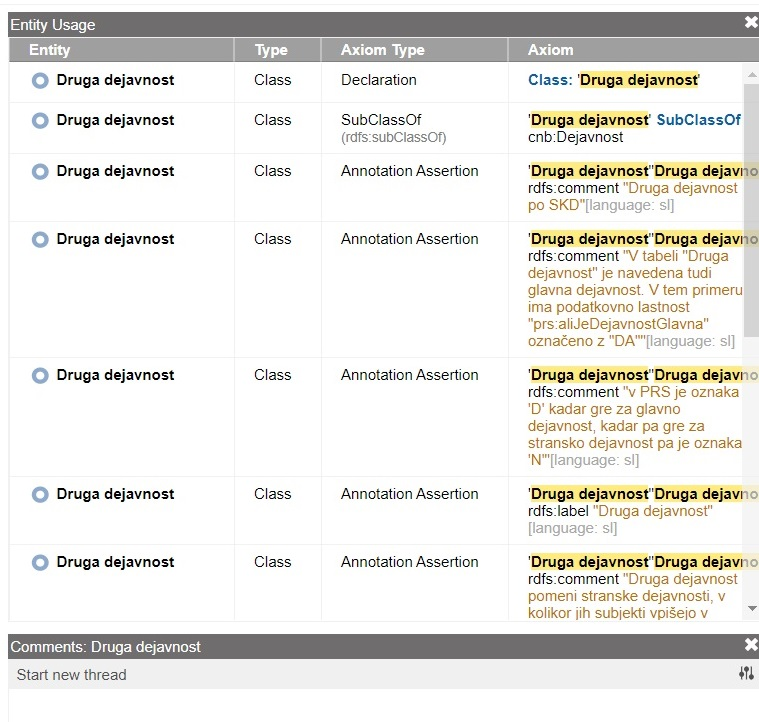 Entity Usage
Entity Type Axiom Type Axiom
Druga dejavnost Class Declaration Class: 'Druga dejavnost'
Druga dejavnost Class SubClassOf 'Druga dejavnost' SubClassOf
(rdfs:subClassOf) cnb:Dejavnost
Druga dejavnost Class Annotation Assertion 'Druga dejavnost''Druga dejavno
rdfs:comment "Druga dejavnost
po SKD"[language: sl]
Druga dejavnost Class Annotation Assertion 'Druga dejavnost''Druga dejavno
rdfs:comment "V tabeli "Druga
dejavnost" je navedena tudi
glavna dejavnost. V tem primeru
ima podatkovno lastnost
"prs:aliJeDejavnostGlavna"
označeno z "DA""[language: sl]
Druga dejavnost Class Annotation Assertion 'Druga dejavnost''Druga dejavno
rdfs:comment "v PRS je oznaka
'D' kadar gre za glavno
dejavnost, kadar pa gre za
stransko dejavnost pa je oznaka
'N'"[language: sl]
Druga dejavnost Class Annotation Assertion 'Druga dejavnost''Druga dejavno
rdfs:label "Druga dejavnost"
[language: sl]
Druga dejavnost Class Annotation Assertion 'Druga dejavnost''Druga dejavno
rdfs:comment "Druga dejavnost
pomeni stranske dejavnosti, v
kolikor jih subjekti vpišejo v
Comments: Druga dejavnost
Start new thread